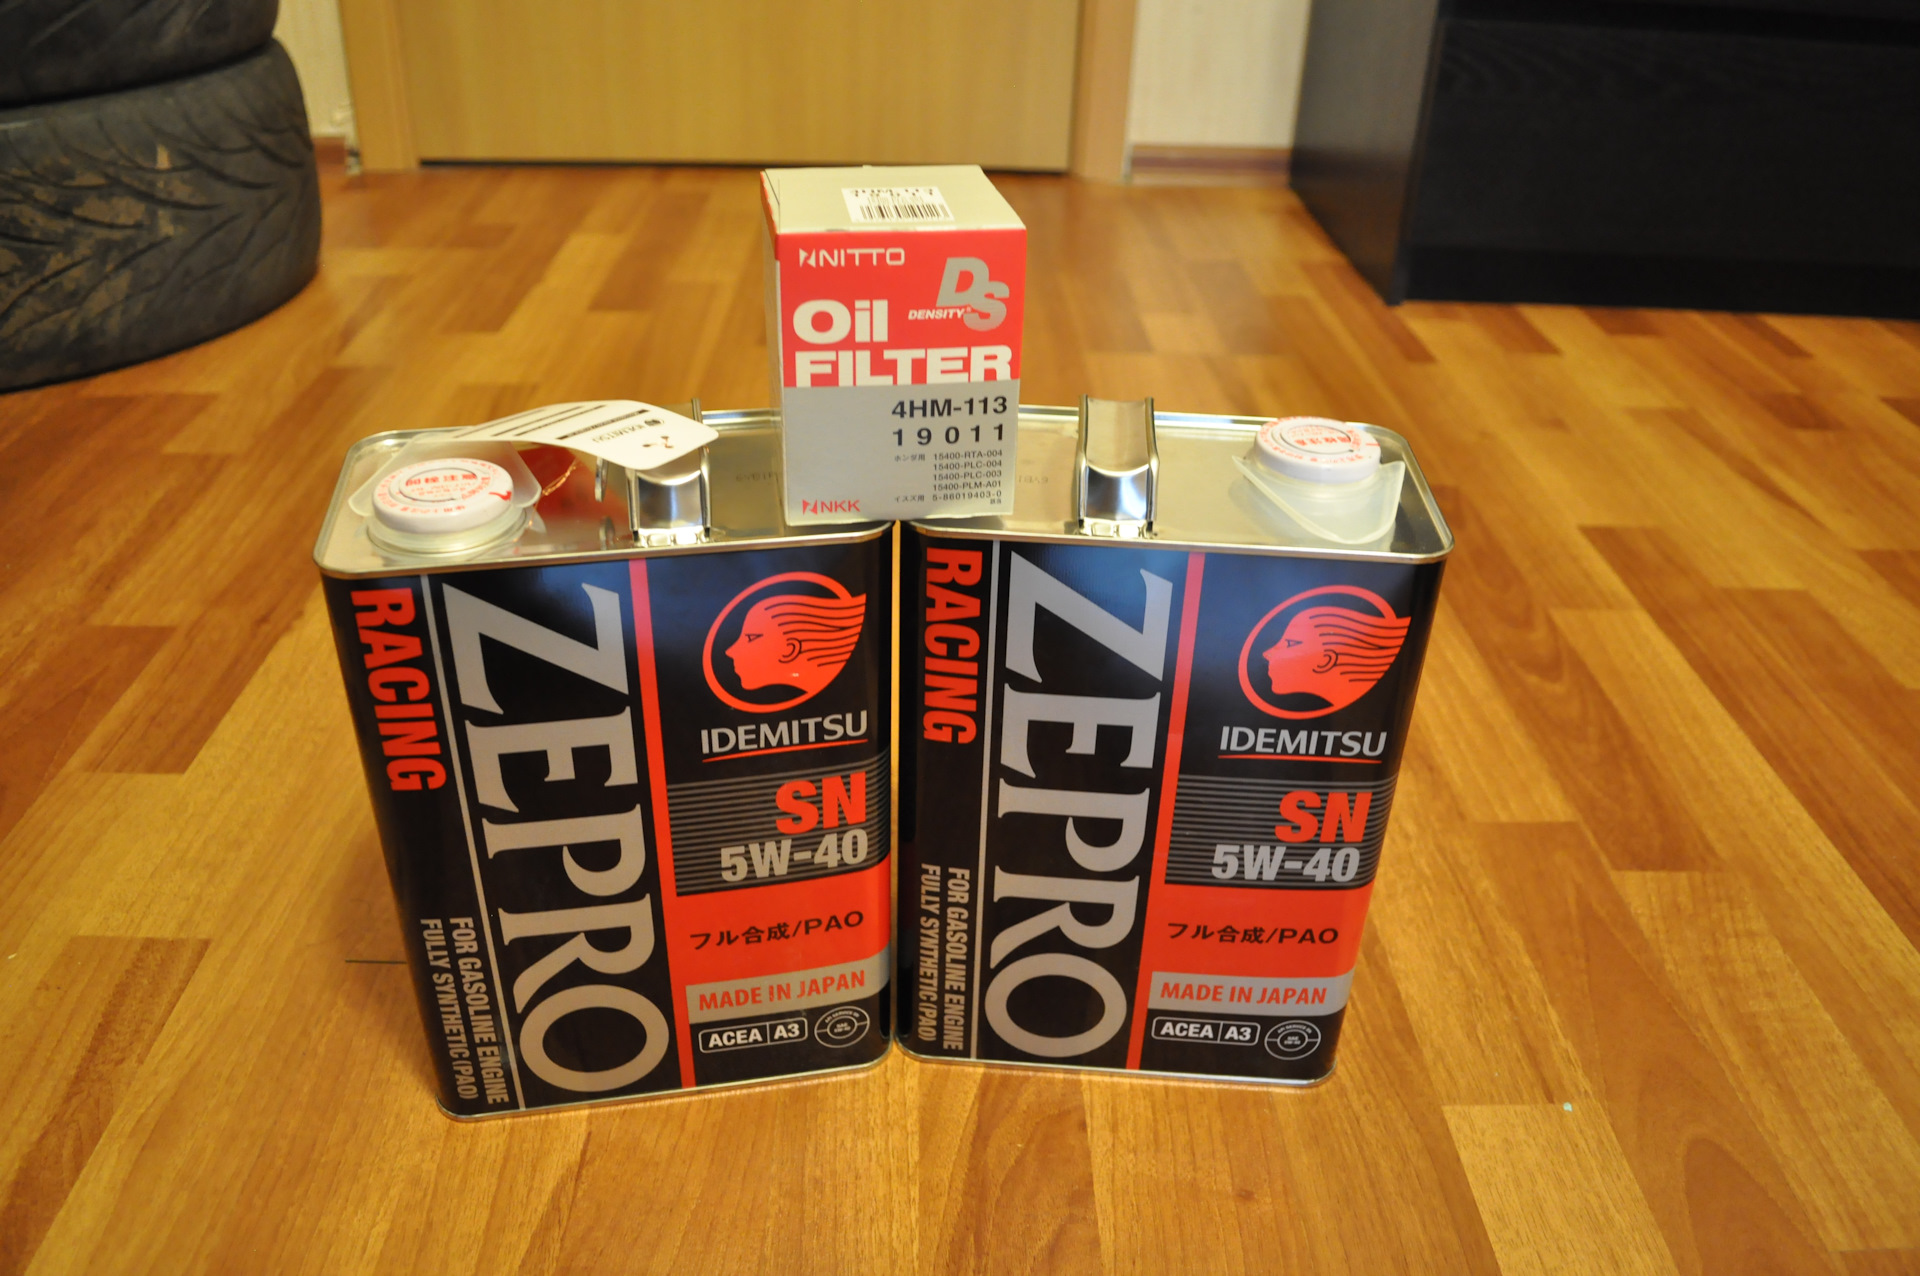 4HM-113
NITTO
DS
DENSITY
Oil
FILTER
4HM-113
19011
ホンダ用 15400-RTA-004
15400-PLC-004
15400-PLC-003
15400-PLM-A01
イスズ用 5-86019403-0
NKK
IDEMITSU
RACING
ZEPRO
FOR GASOLINE ENGINE
FULLY SYNTHETIC (PAO)
IDEMITSU
SN
5W-40
フル合成/PAO
MADE IN JAPAN
ACEA A3
RACING
ZEPRO
FOR GASOLINE ENGINE
FULLY SYNTHETIC (PAO)
IDEMITSU
SN
5W-40
フル合成/PAO
MADE IN JAPAN
ACEA A3